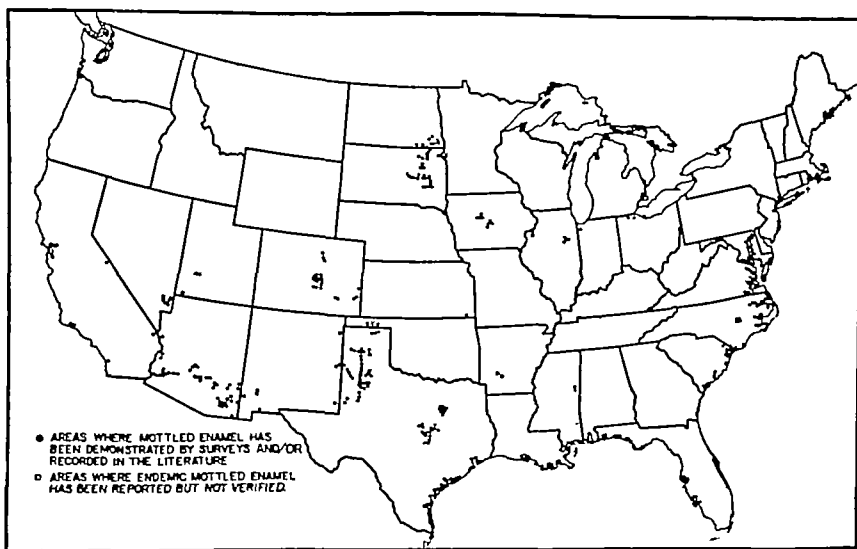 AREAS WHERE MOTTLED ENAMEL HAS
BEEN DEMONSTRATED BY SURVEYS AND/OR
RECORDED IN THE LITERATURE
AREAS WHERE ENDEMIC MOTTLED ENAMEL
HAS BEEN REPORTED BUT NOT VERIFIED.